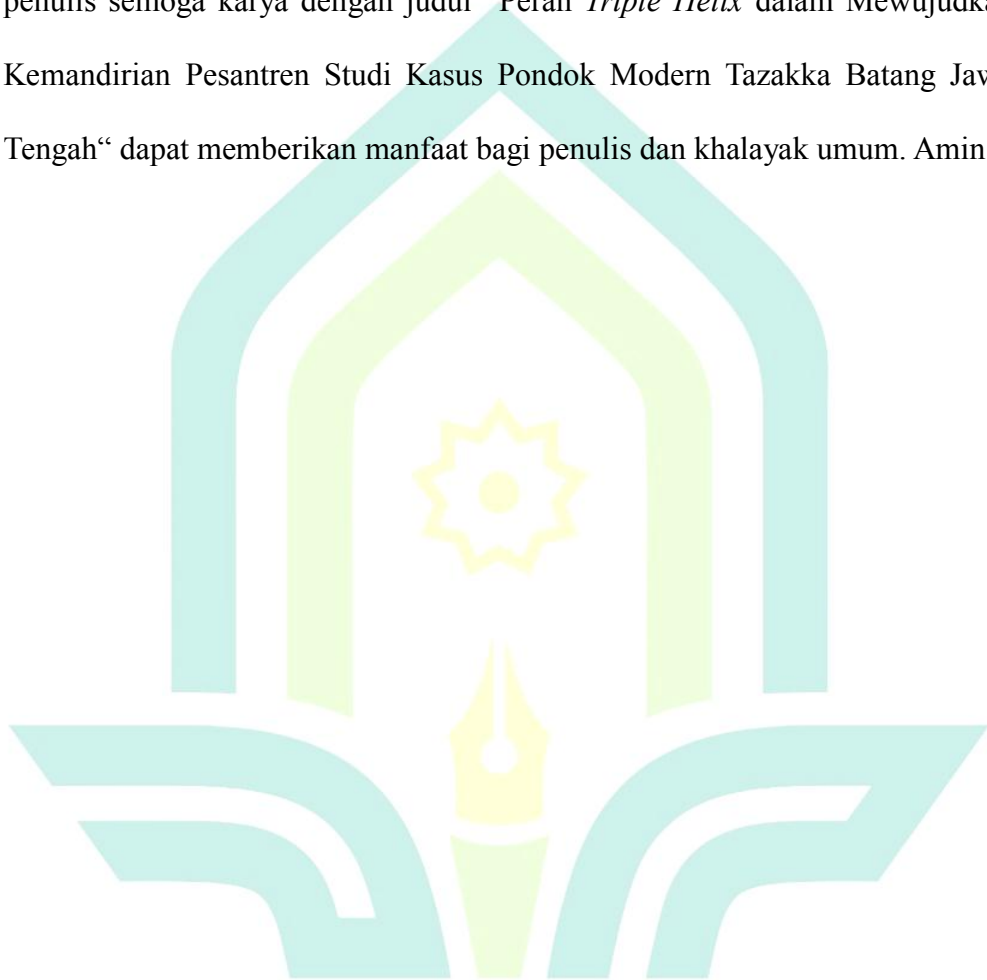 penulis semoga karya dengan judul "Peran Triple Helix dalam Mewujudka
Kemandirian Pesantren Studi Kasus Pondok Modern Tazakka Batang Jaw
Tengah“ dapat memberikan manfaat bagi penulis dan khalayak umum. Amin